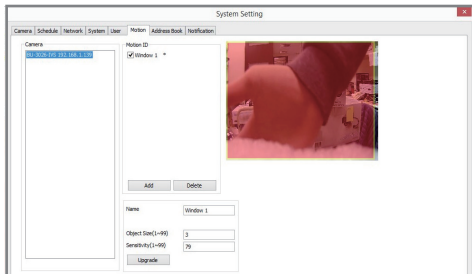 System Setting
Camera Schedule Network System User Motion Address Book Notification
Camera
Motion ID
Window 1 *
Add Delete
Name Window 1
Object Size(1~99) 3
Sensitivity(1~99) 79
Upgrade